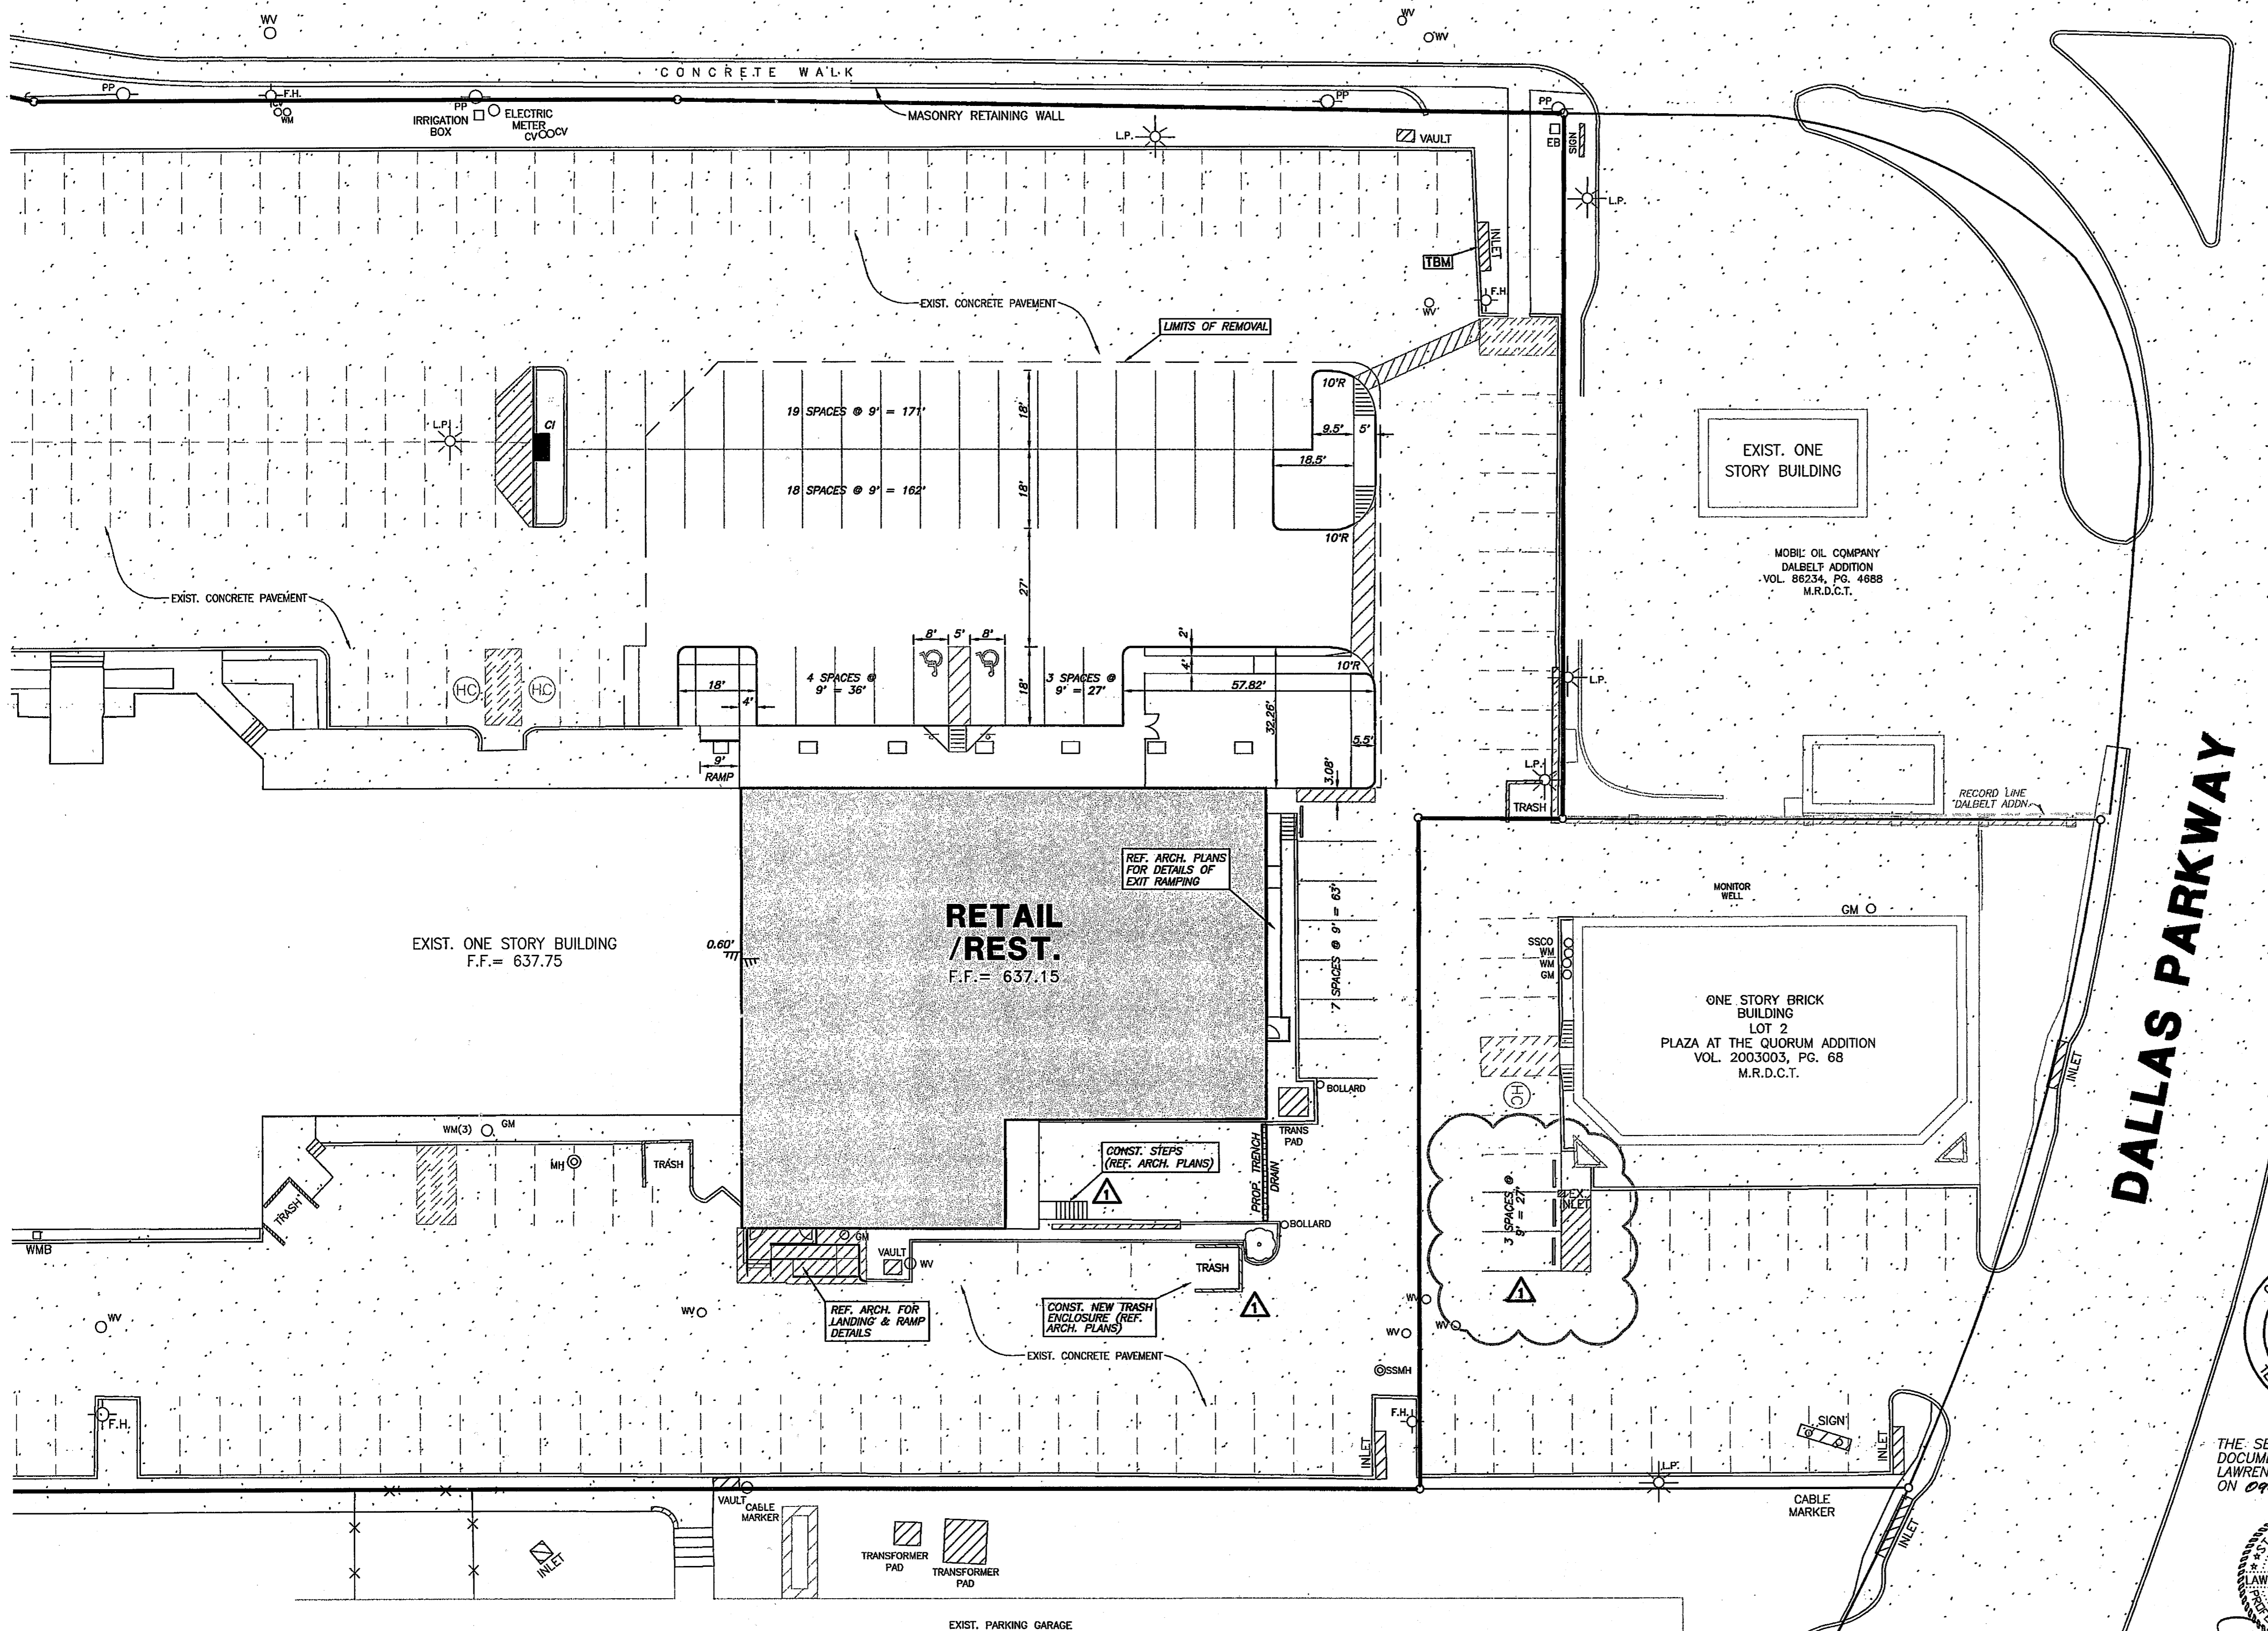 WV
WV
WV
CONCRETE WALK
PP
F.H.
CV
WM
PP
IRRIGATION
BOX
ELECTRIC
METER
CV
CV
MASONRY RETAINING WALL
L.P.
PP
VAULT
PP
EB
SIGN
L.P.
INLET
TBM
F.H.
WV
EXIST. CONCRETE PAVEMENT
LIMITS OF REMOVAL
19 SPACES @ 9' = 171'
18'
10'R
L.P.
CI
9.5'
5'
18.5'
18 SPACES @ 9' = 162'
18'
10'R
EXIST. ONE
STORY BUILDING
MOBIL OIL COMPANY
DALBELT ADDITION
VOL. 86234, PG. 4688
M.R.D.C.T.
27'
EXIST. CONCRETE PAVEMENT
8'
5'
8'
2'
4'
10'R
HC
HC
18'
4'
4 SPACES @
9' = 36'
18'
3 SPACES @
9' = 27'
57.82'
L.P.
32.26'
5.5'
9'
RAMP
3.08'
L.P.
TRASH
RECORD LINE
DALBELT ADDN.
DALLAS PARKWAY
REF. ARCH. PLANS
FOR DETAILS OF
EXIT RAMPING
7 SPACES @ 9' = 63'
MONITOR
WELL
GM
EXIST. ONE STORY BUILDING
F.F.= 637.75
0.60'
RETAIL
/REST.
F.F.= 637.15
SSCO
WM
WM
GM
ONE STORY BRICK
BUILDING
LOT 2
PLAZA AT THE QUORUM ADDITION
VOL. 2003003, PG. 68
M.R.D.C.T.
INLET
HC
BOLLARD
TRANS
PAD
WM(3)
GM
MH
TRASH
TRASH
CONST. STEPS
(REF. ARCH. PLANS)
1
PROP. TRENCH
DRAIN
3 SPACES @
9' = 27'
EX.
INLET
1
WMB
GM
VAULT
WV
BOLLARD
TRASH
WV
WV
REF. ARCH. FOR
LANDING & RAMP
DETAILS
CONST. NEW TRASH
ENCLOSURE (REF.
ARCH. PLANS)
1
WV
WV
WV
EXIST. CONCRETE PAVEMENT
SSMH
F.H.
F.H.
INLET
SIGN
INLET
L.P.
VAULT
CABLE
MARKER
CABLE
MARKER
INLET
INLET
TRANSFORMER
PAD
TRANSFORMER
PAD
EXIST. PARKING GARAGE
THE SE
DOCUM
LAWREN
ON 09
LAW
PROF